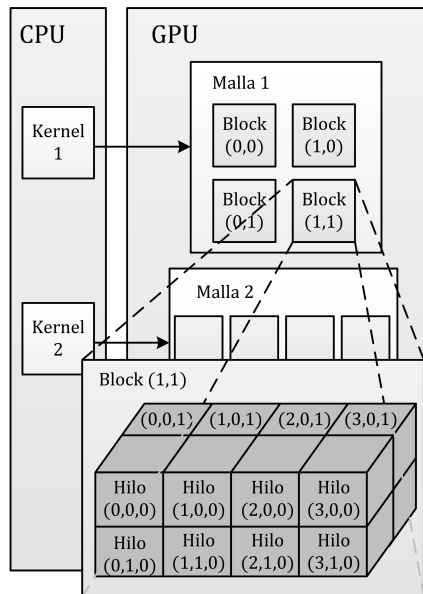 CPU
GPU
Malla 1
Kernel
1
Block
(0,0)
Block
(1,0)
Block
(0,1)
Block
(1,1)
Malla 2
Kernel
2
Block (1,1)
(0,0,1)
(1,0,1)
(2,0,1)
(3,0,1)
Hilo
(0,0,0)
Hilo
(1,0,0)
Hilo
(2,0,0)
Hilo
(3,0,0)
Hilo
(0,1,0)
Hilo
(1,1,0)
Hilo
(2,1,0)
Hilo
(3,1,0)